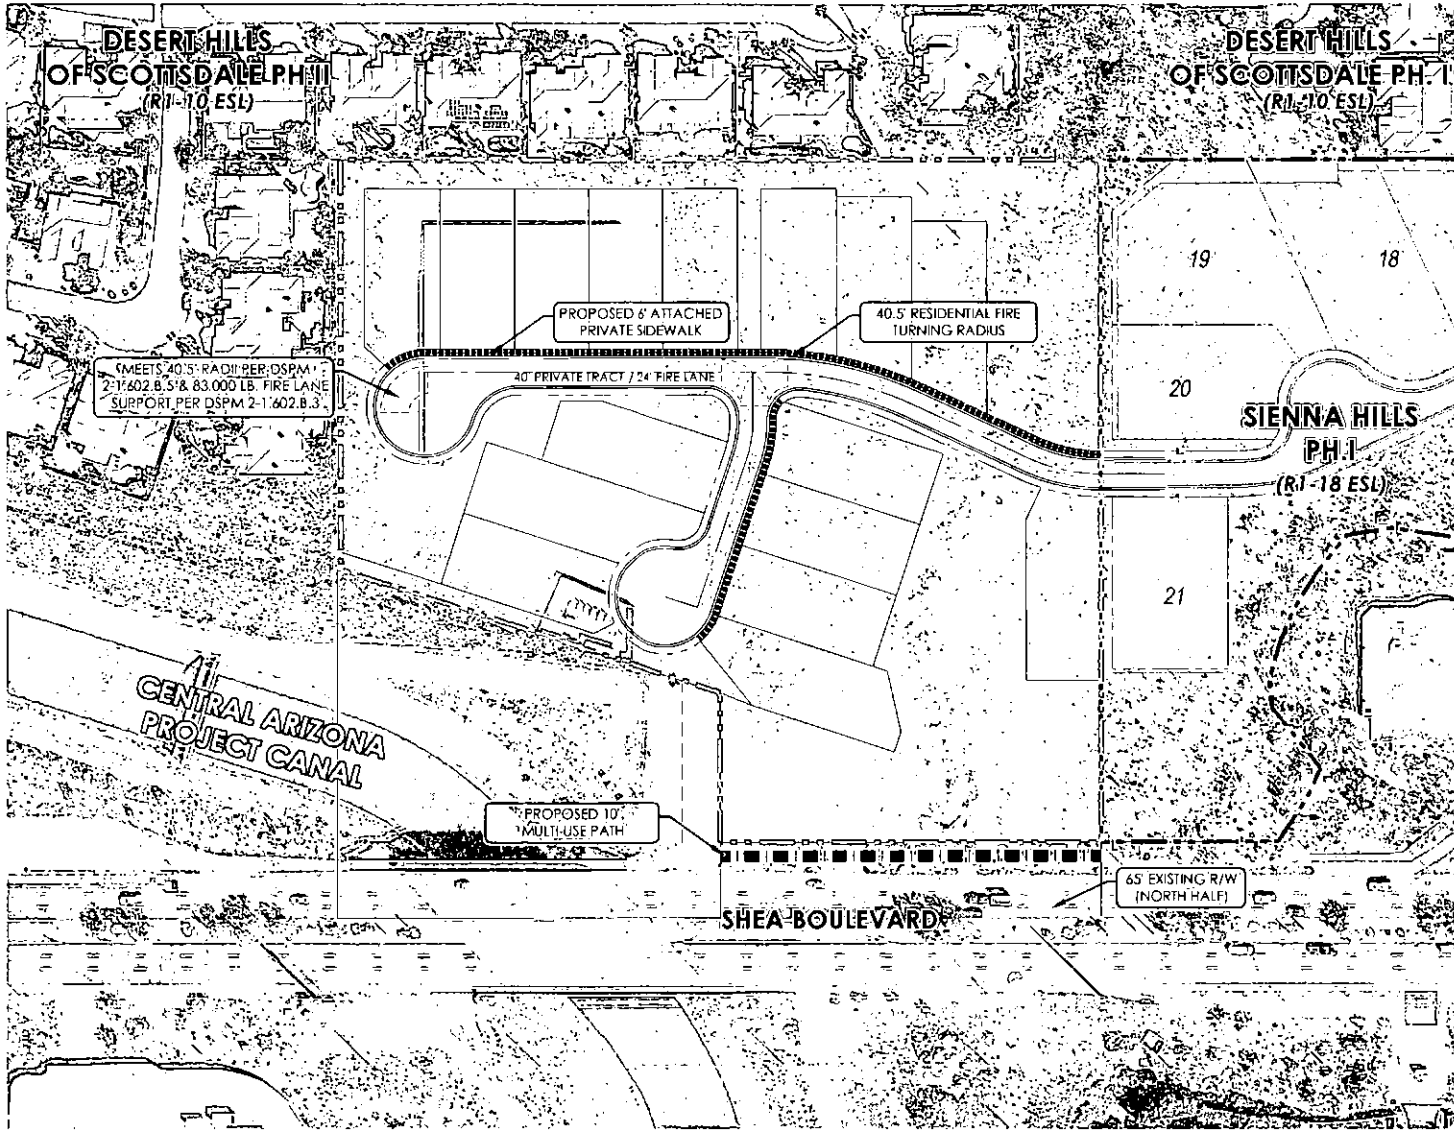 DESERT HILLS
OF SCOTTSDALE PH II
(R1-10 ESL)
DESERT HILLS
OF SCOTTSDALE PH. I
(R1-10 ESL)
19
18
PROPOSED 6' ATTACHED
PRIVATE SIDEWALK
40.5' RESIDENTIAL FIRE
TURNING RADIUS
MEETS 40.5' RADII PER DSPM
2-1.602.B.5 & 83,000 LB. FIRE LANE
SUPPORT PER DSPM 2-1.602.B.3
40' PRIVATE TRACT / 24' FIRE LANE
20
SIENNA HILLS
PH. I
(R1-18 ESL)
21
CENTRAL ARIZONA
PROJECT CANAL
PROPOSED 10'
MULTI-USE PATH
65' EXISTING R/W
(NORTH HALF)
SHEA BOULEVARD